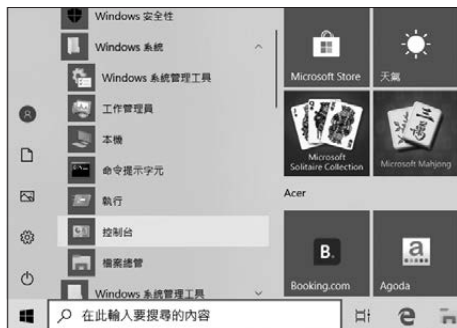 Windows 安全性
Windows 系統
Windows 系統管理工具
工作管理員
本機
命令提示字元
執行
控制台
檔案總管
Windows 系統管理工具
在此輸入要搜尋的內容
Microsoft Store
天氣
Microsoft
Solitaire Collection
Microsoft Mahjong
Acer
B.
Booking.com
a
Agoda